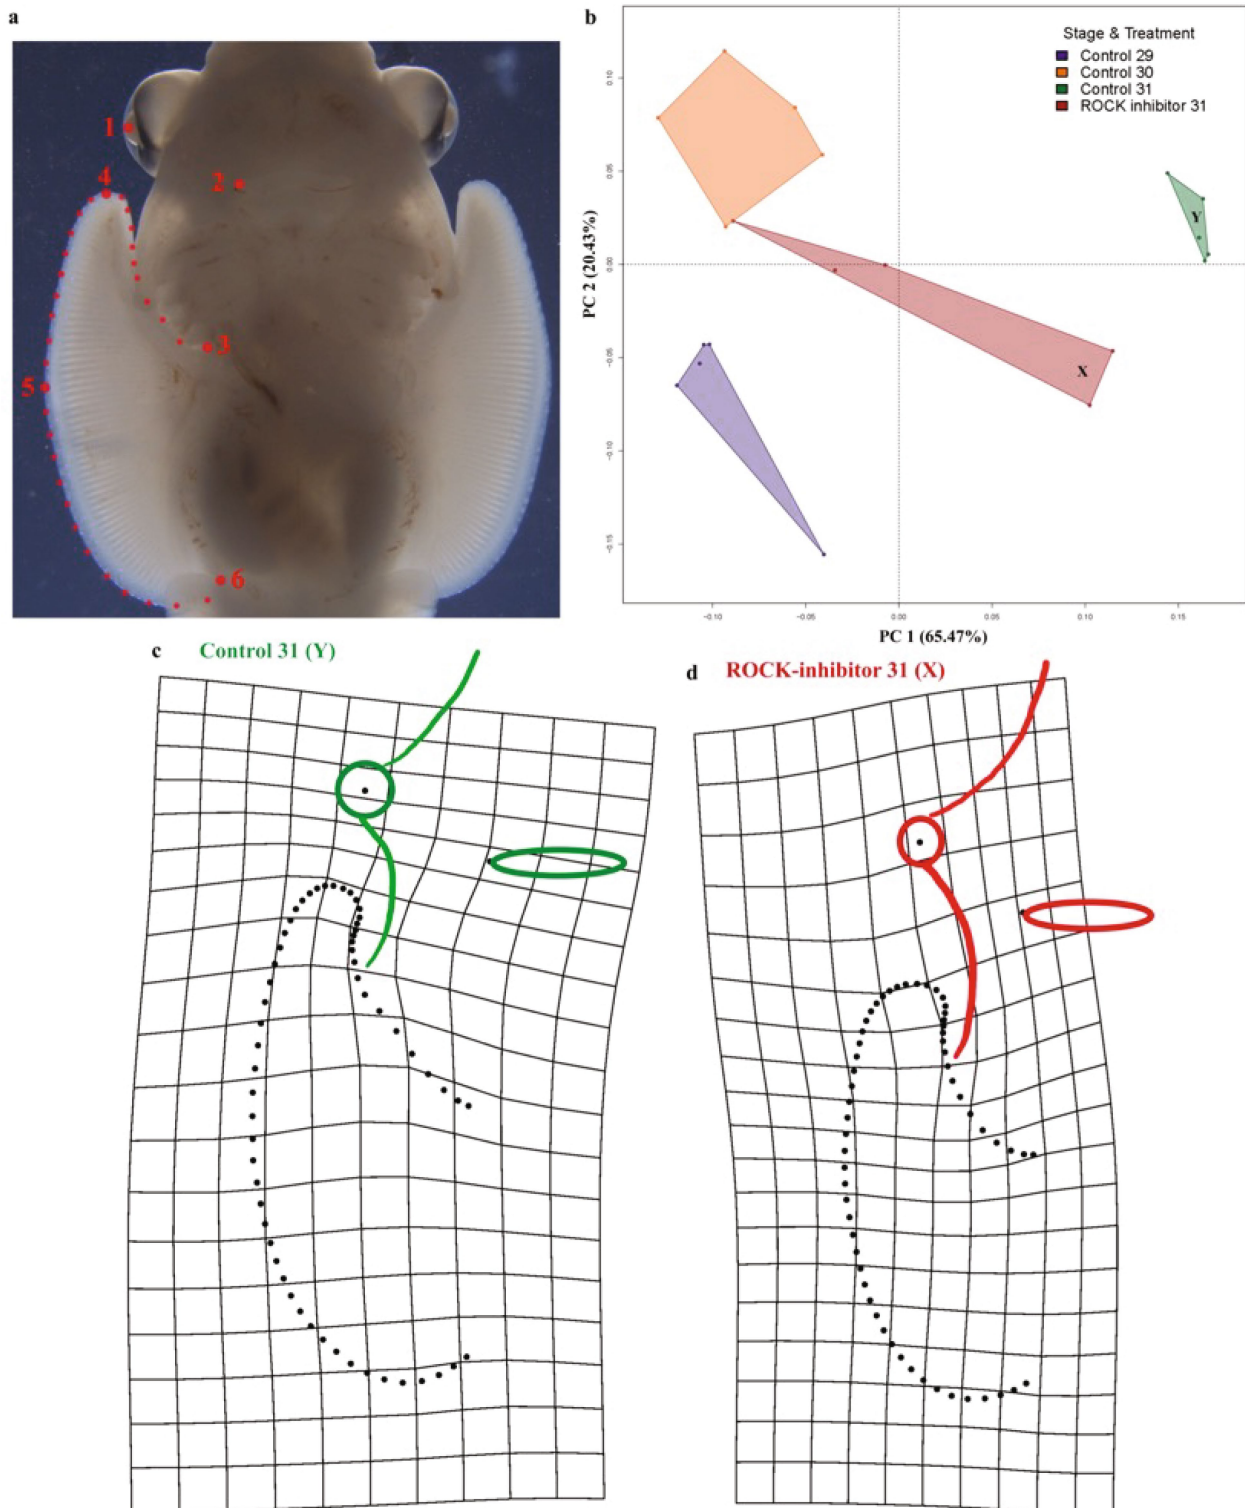 a
1
2
4
3
5
6
b
Stage & Treatment
Control 29
Control 30
Control 31
ROCK inhibitor 31
0.10
0.05
0.00
−0.05
−0.10
−0.15
PC 2 (20.43%)
Y
X
−0.10
−0.05
0.00
0.05
0.10
0.15
PC 1 (65.47%)
c
Control 31 (Y)
d
ROCK-inhibitor 31 (X)